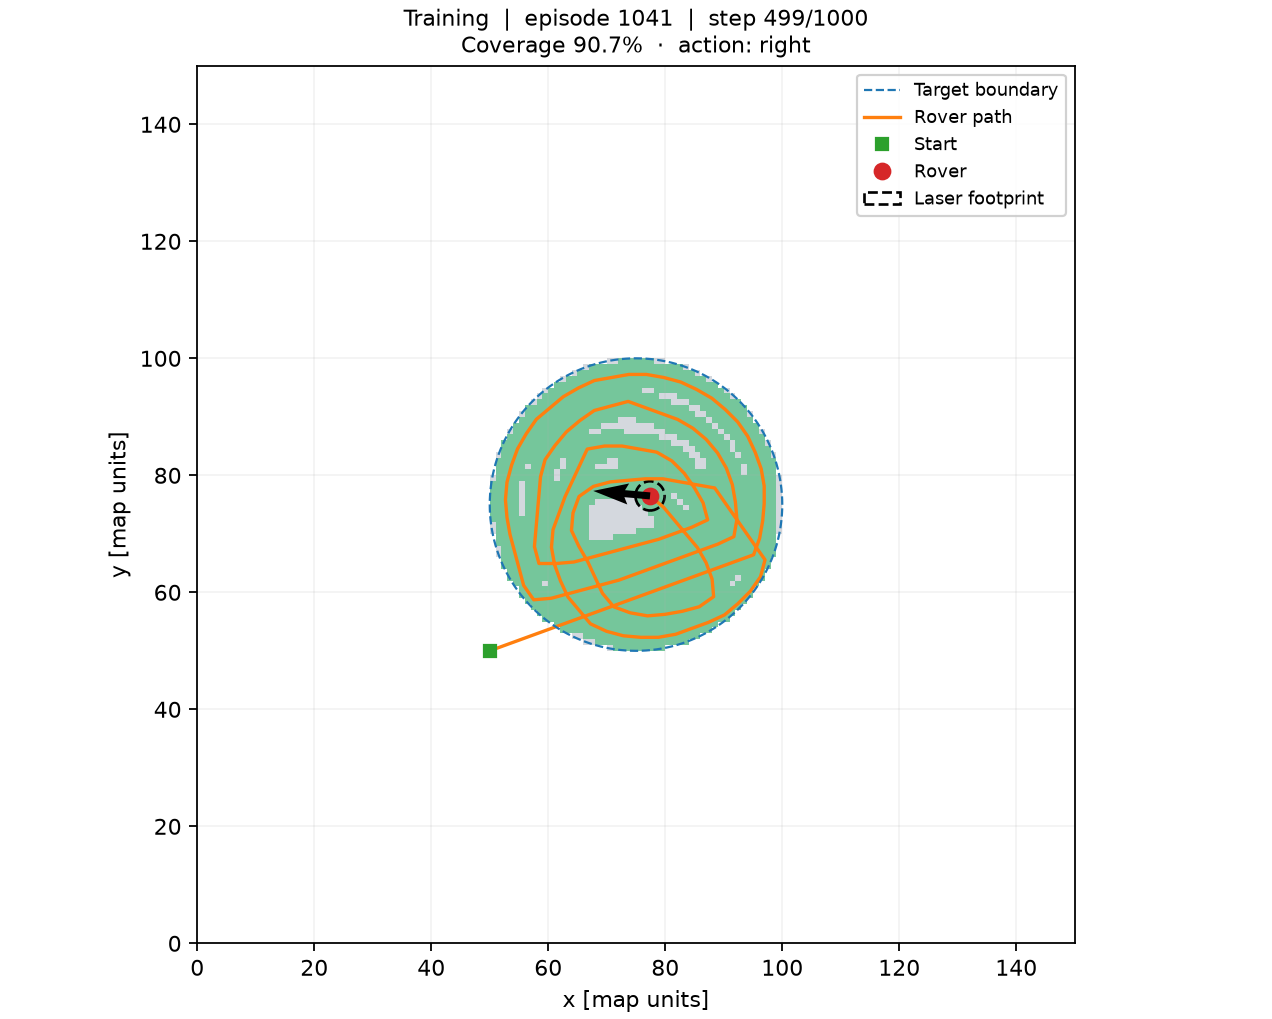 Training | episode 1041 | step 499/1000
Coverage 90.7% · action: right
Target boundary
Rover path
Start
Rover
Laser footprint
140
120
100
80
60
40
20
0
0 20 40 60 80 100 120 140
y [map units]
x [map units]